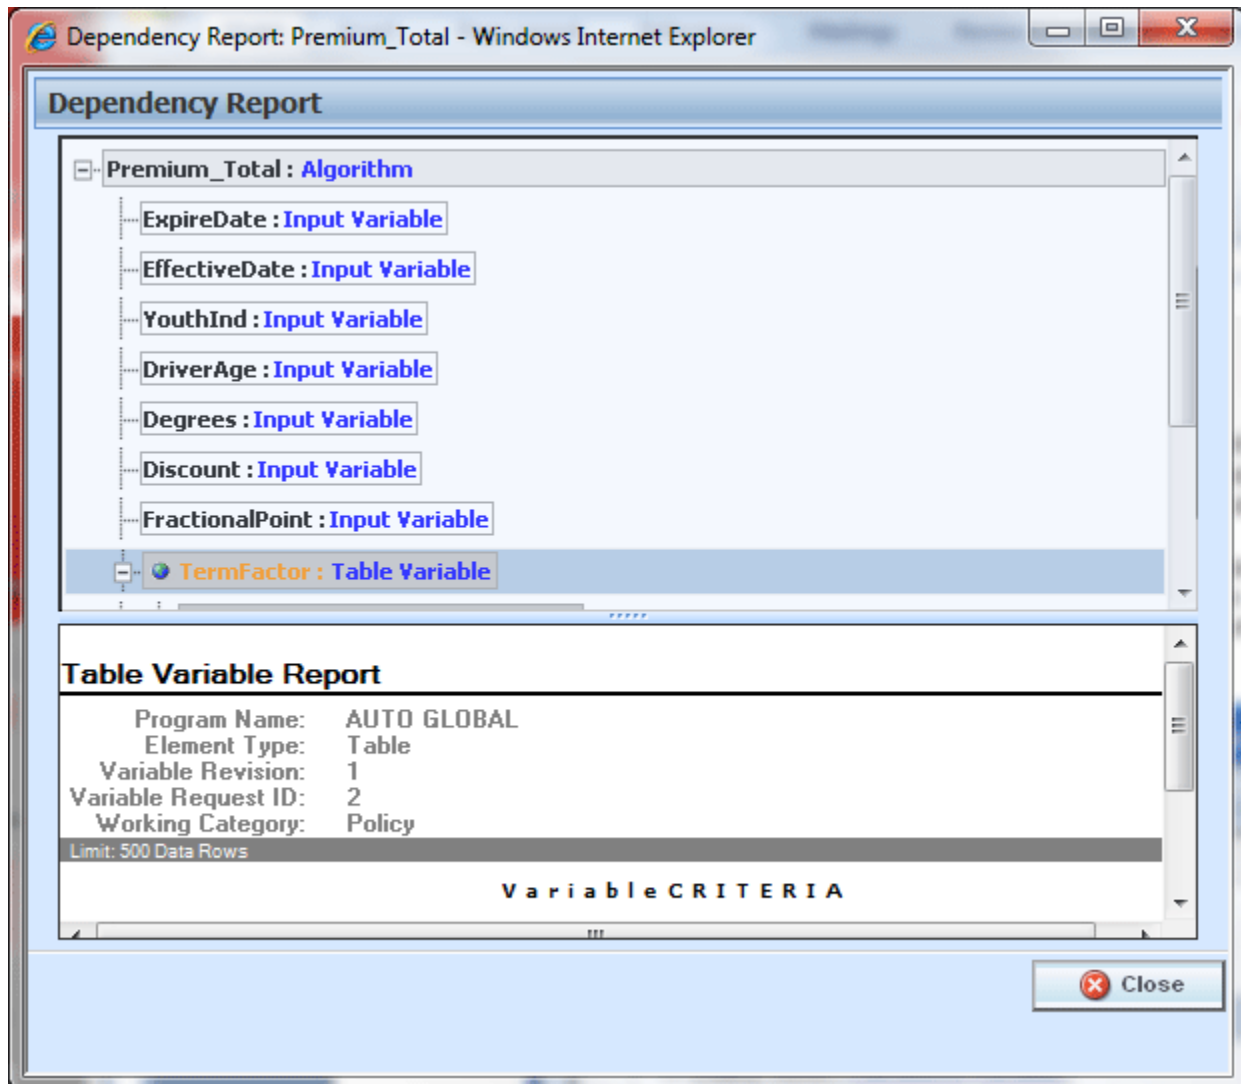 Dependency Report: Premium_Total - Windows Internet Explorer
Dependency Report
Premium_Total : Algorithm
ExpireDate : Input Variable
EffectiveDate : Input Variable
YouthInd : Input Variable
DriverAge : Input Variable
Degrees : Input Variable
Discount : Input Variable
FractionalPoint : Input Variable
TermFactor : Table Variable
Table Variable Report
Program Name: AUTO GLOBAL
Element Type: Table
Variable Revision: 1
Variable Request ID: 2
Working Category: Policy
Limit: 500 Data Rows
V a r i a b l e C R I T E R I A
Close